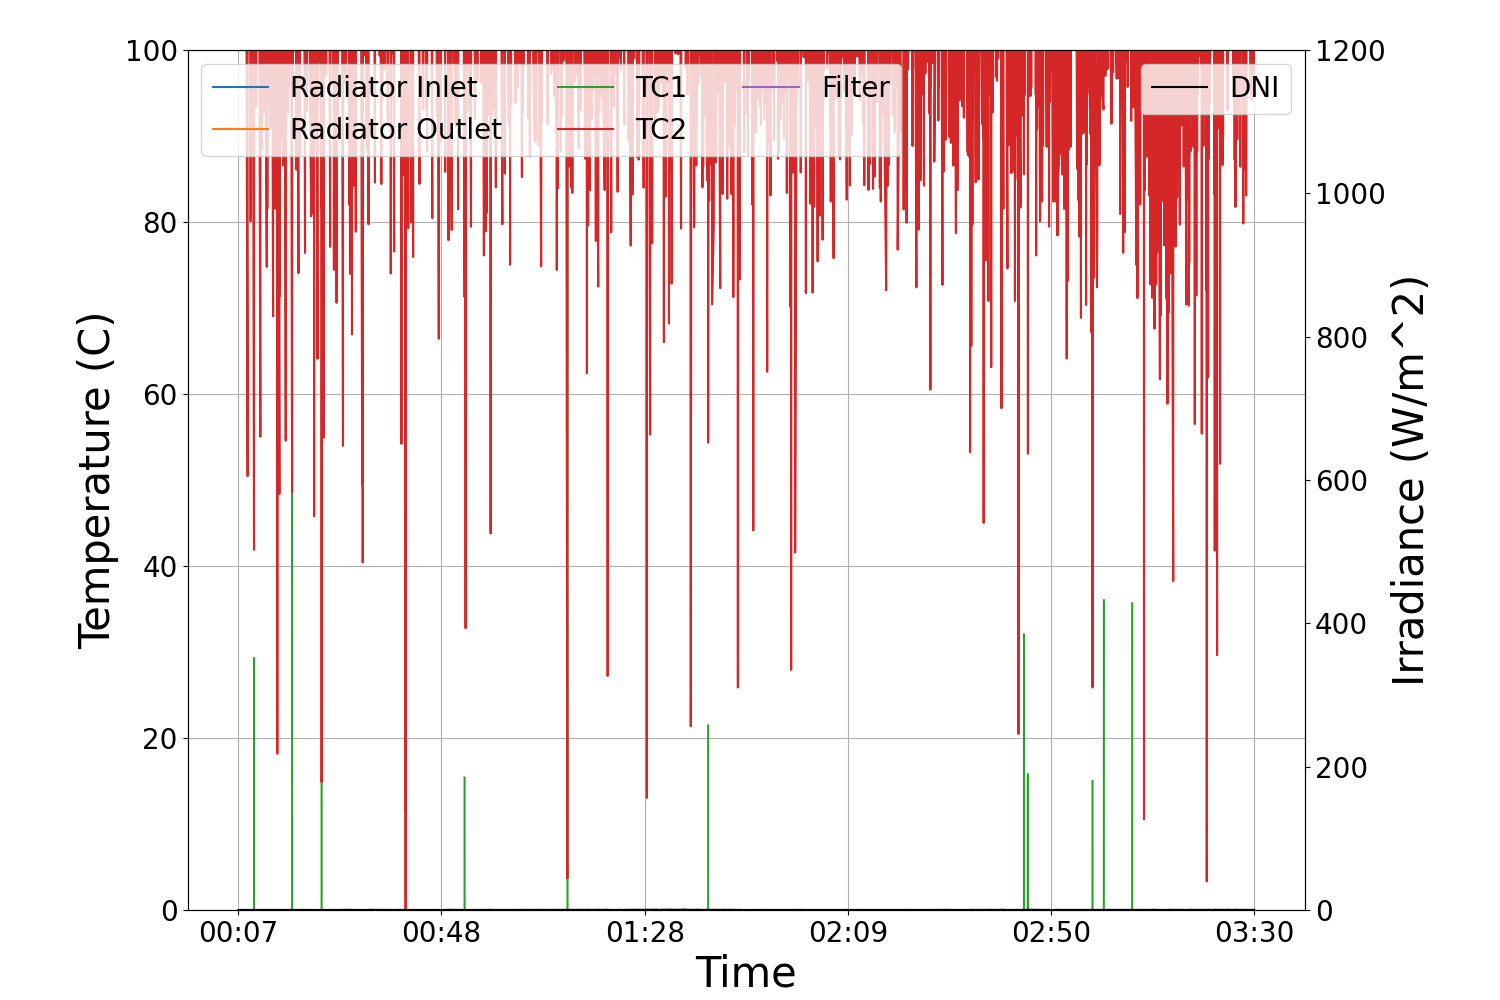 100
80
60
40
20
0
Temperature (C)
Radiator Inlet
Radiator Outlet
TC1
TC2
Filter
DNI
1200
1000
800
600
400
200
0
Irradiance (W/m^2)
00:07
00:48
01:28
02:09
02:50
03:30
Time